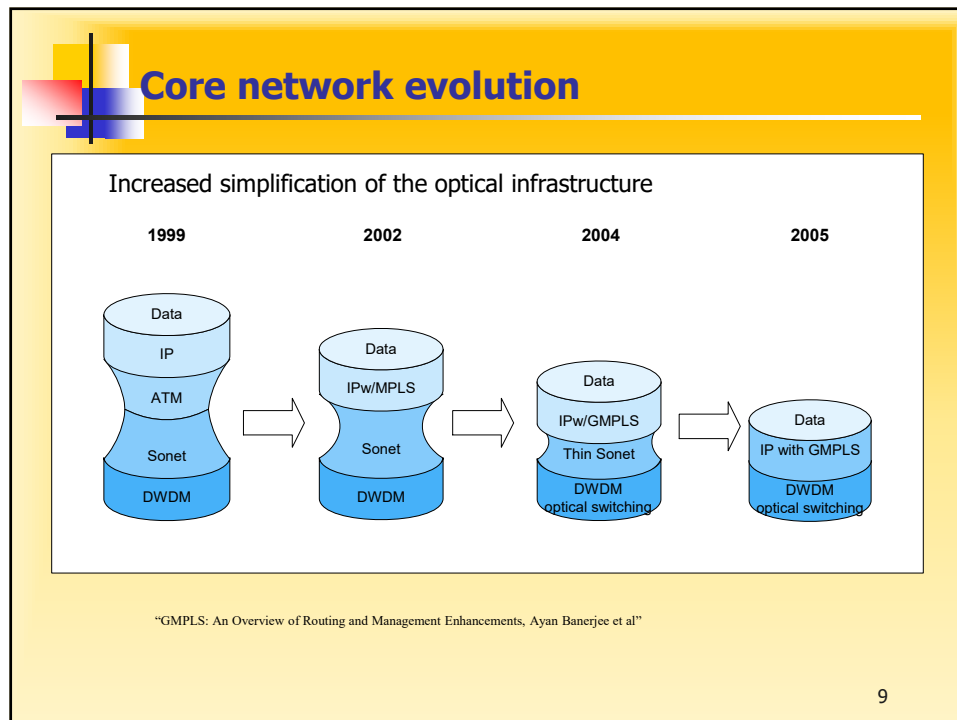 Core network evolution
Increased simplification of the optical infrastructure
1999
2002
2004
2005
Data
IP
ATM
Sonet
DWDM
Data
IPw/MPLS
Sonet
DWDM
Data
IPw/GMPLS
Thin Sonet
DWDM
optical switching
Data
IP with GMPLS
DWDM
optical switching
“GMPLS: An Overview of Routing and Management Enhancements, Ayan Banerjee et al”
9